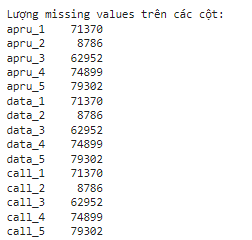 Lượng missing values trên các cột:
apru_1    71370
apru_2     8786
apru_3    62952
apru_4    74899
apru_5    79302
data_1    71370
data_2     8786
data_3    62952
data_4    74899
data_5    79302
call_1    71370
call_2     8786
call_3    62952
call_4    74899
call_5    79302